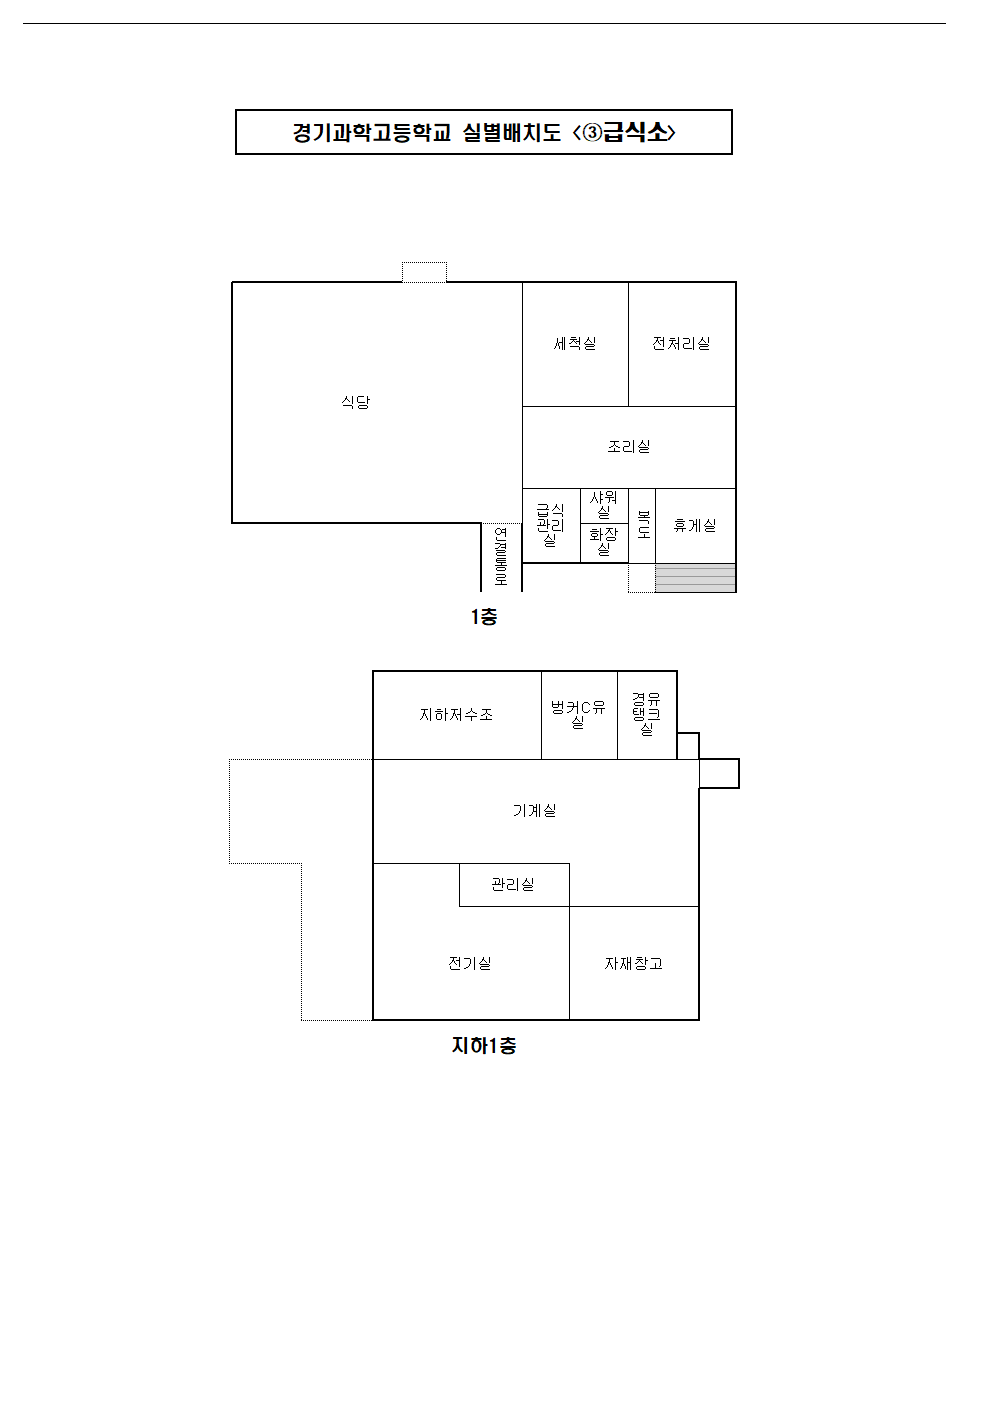 경기과학고등학교 실별배치도 <③급식소>
세척실
전처리실
식당
조리실
급식
관리
실
샤워
실
화장
실
복
도
휴게실
연
결
통
로
1층
지하저수조
벙커C유
실
경유
탱크
실
기계실
관리실
전기실
자재창고
지하1층